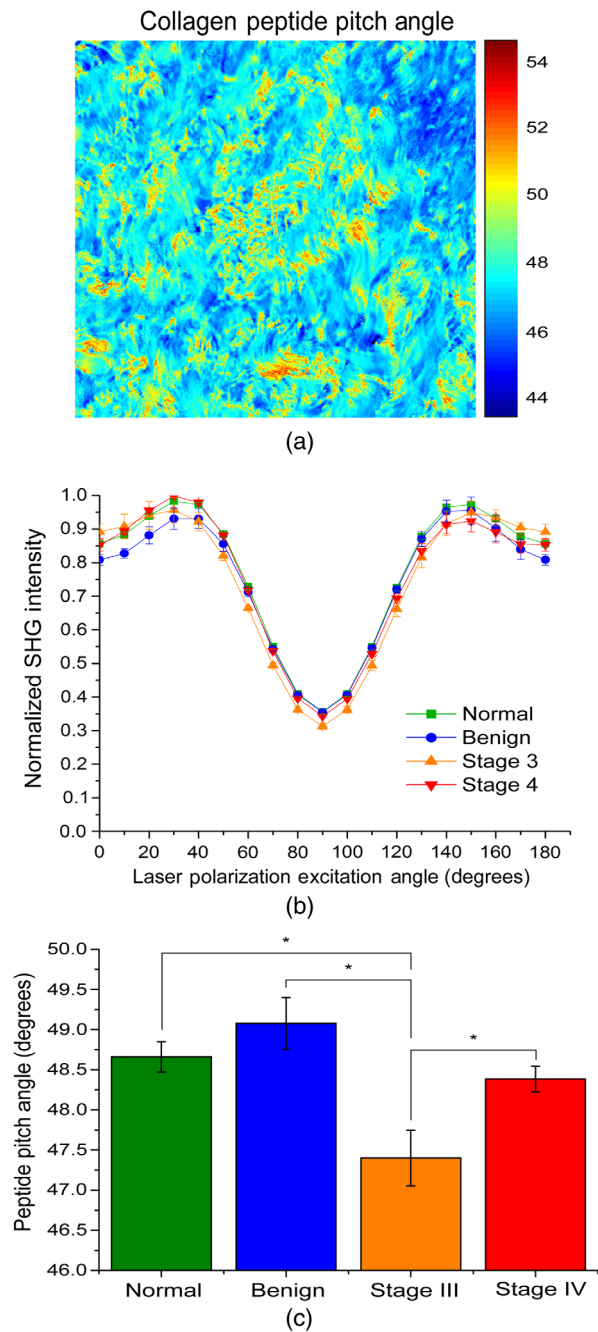 Collagen peptide pitch angle
54
52
50
48
46
44
(a)
Normalized SHG intensity
1.0
0.9
0.8
0.7
0.6
0.5
0.4
0.3
0.2
0.1
0.0
Normal
Benign
Stage 3
Stage 4
0 20 40 60 80 100 120 140 160 180
Laser polarization excitation angle (degrees)
(b)
Peptide pitch angle (degrees)
50.0
49.5
49.0
48.5
48.0
47.5
47.0
46.5
46.0
*
*
*
Normal Benign Stage III Stage IV
(c)